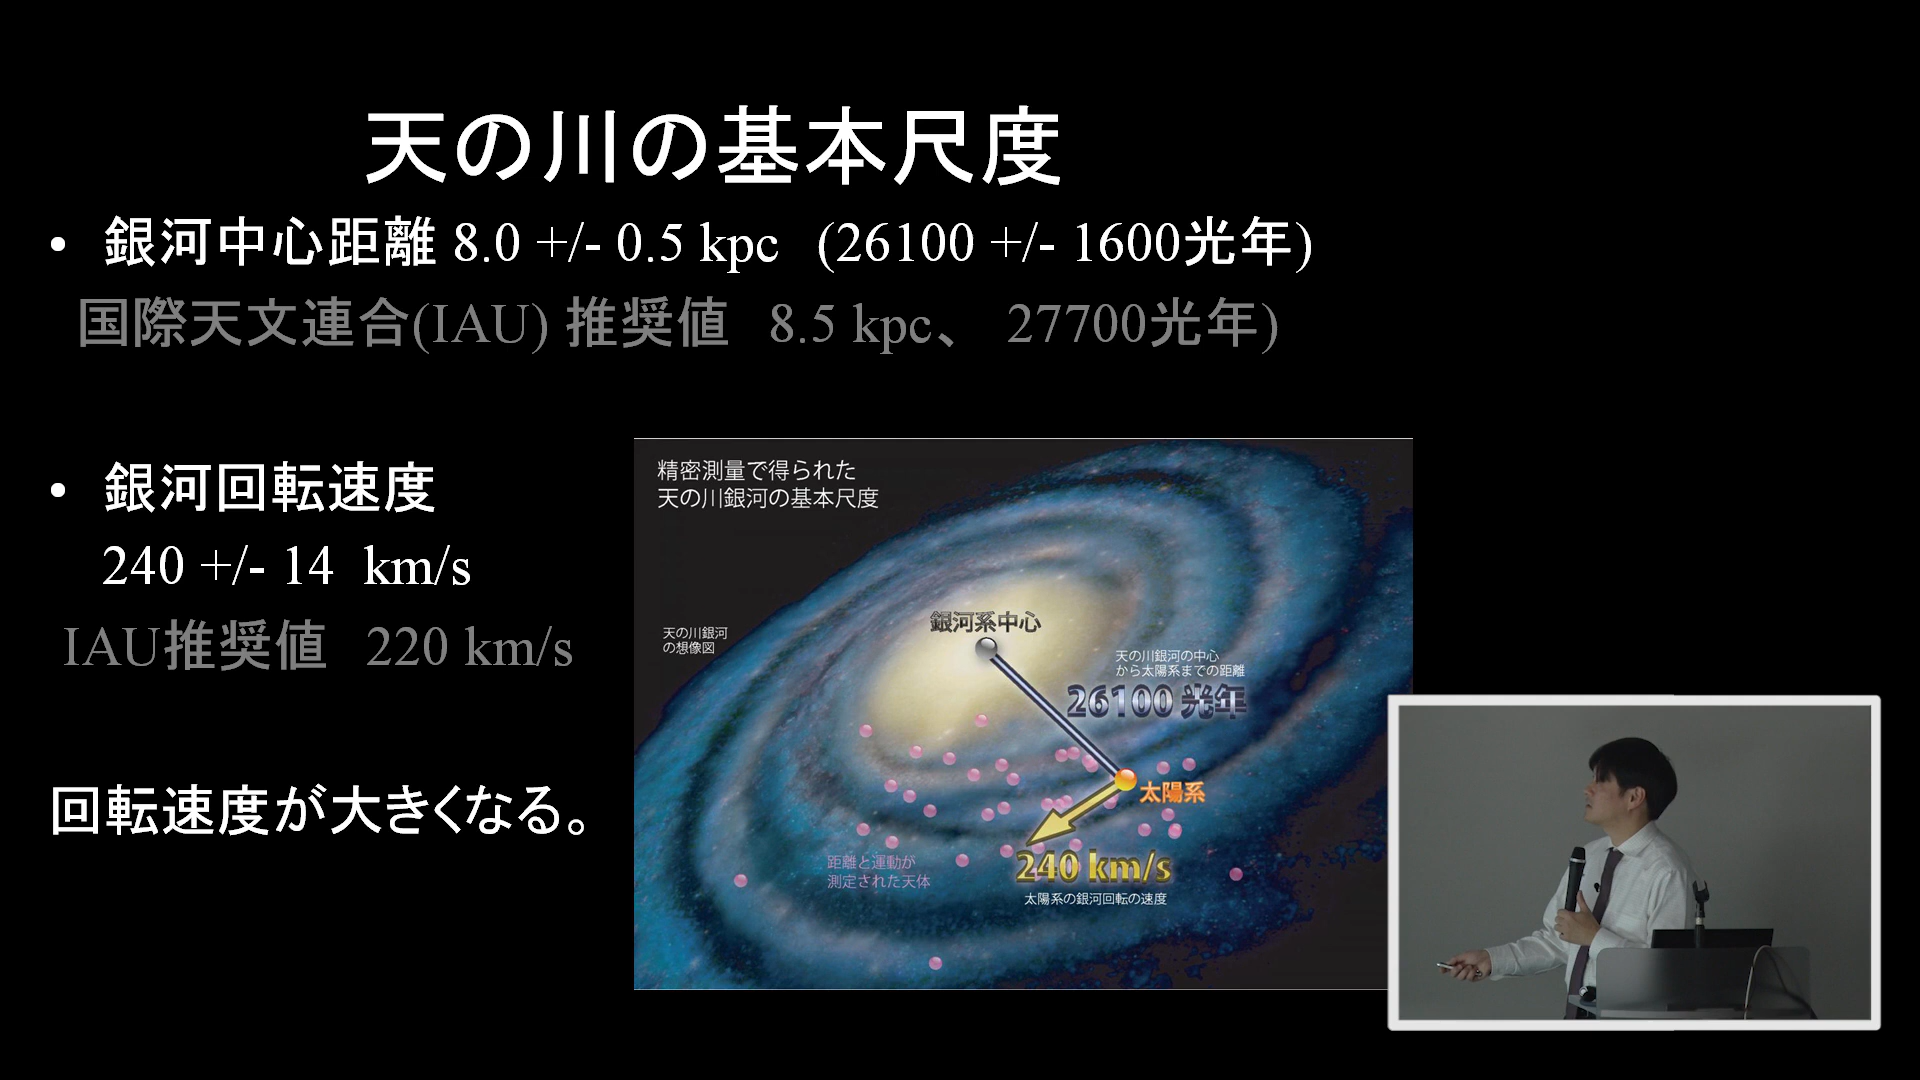 天の川の基本尺度
• 銀河中心距離 8.0 +/- 0.5 kpc (26100 +/- 1600光年)
国際天文連合(IAU) 推奨値 8.5 kpc、 27700光年)
• 銀河回転速度
240 +/- 14 km/s
IAU推奨値 220 km/s
回転速度が大きくなる。
精密測量で得られた
天の川銀河の基本尺度
天の川銀河
の想像図
銀河系中心
天の川銀河の中心
から太陽系までの距離
26100 光年
太陽系
距離と運動が
測定された天体
240 km/s
太陽系の銀河回転の速度